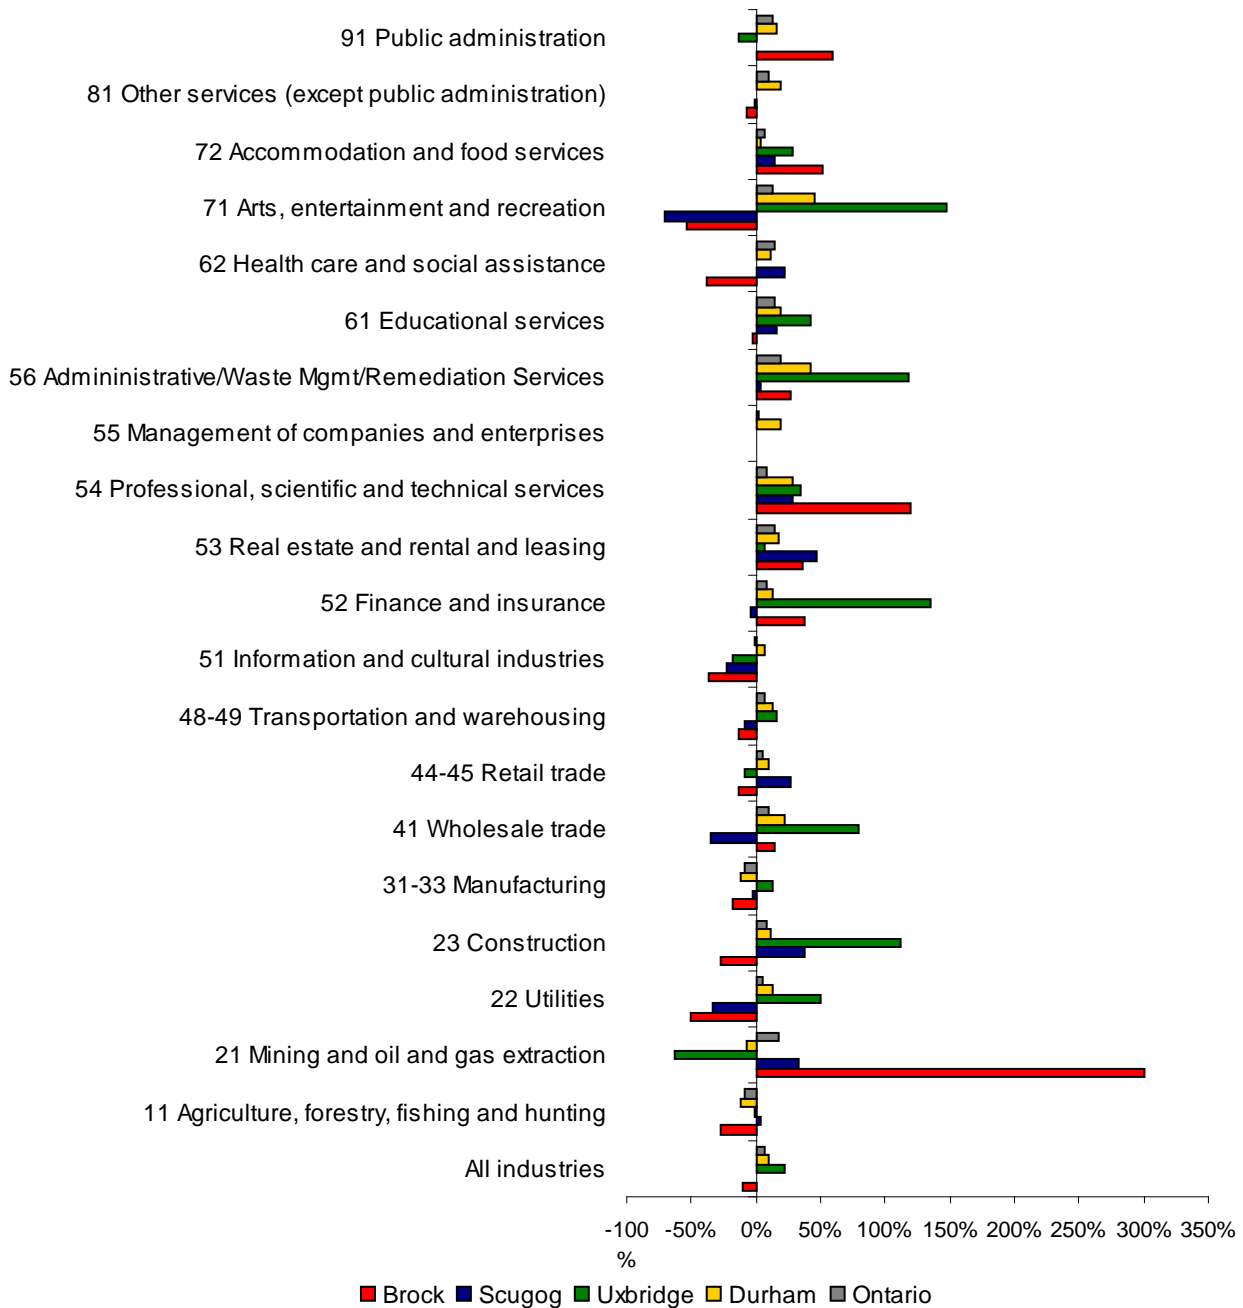 91 Public administration
81 Other services (except public administration)
72 Accommodation and food services
71 Arts, entertainment and recreation
62 Health care and social assistance
61 Educational services
56 Admininistrative/Waste Mgmt/Remediation Services
55 Management of companies and enterprises
54 Professional, scientific and technical services
53 Real estate and rental and leasing
52 Finance and insurance
51 Information and cultural industries
48-49 Transportation and warehousing
44-45 Retail trade
41 Wholesale trade
31-33 Manufacturing
23 Construction
22 Utilities
21 Mining and oil and gas extraction
11 Agriculture, forestry, fishing and hunting
All industries
-100 -50% 0% 50% 100% 150% 200% 250% 300% 350%
%
Brock Scugog Uxbridge Durham Ontario